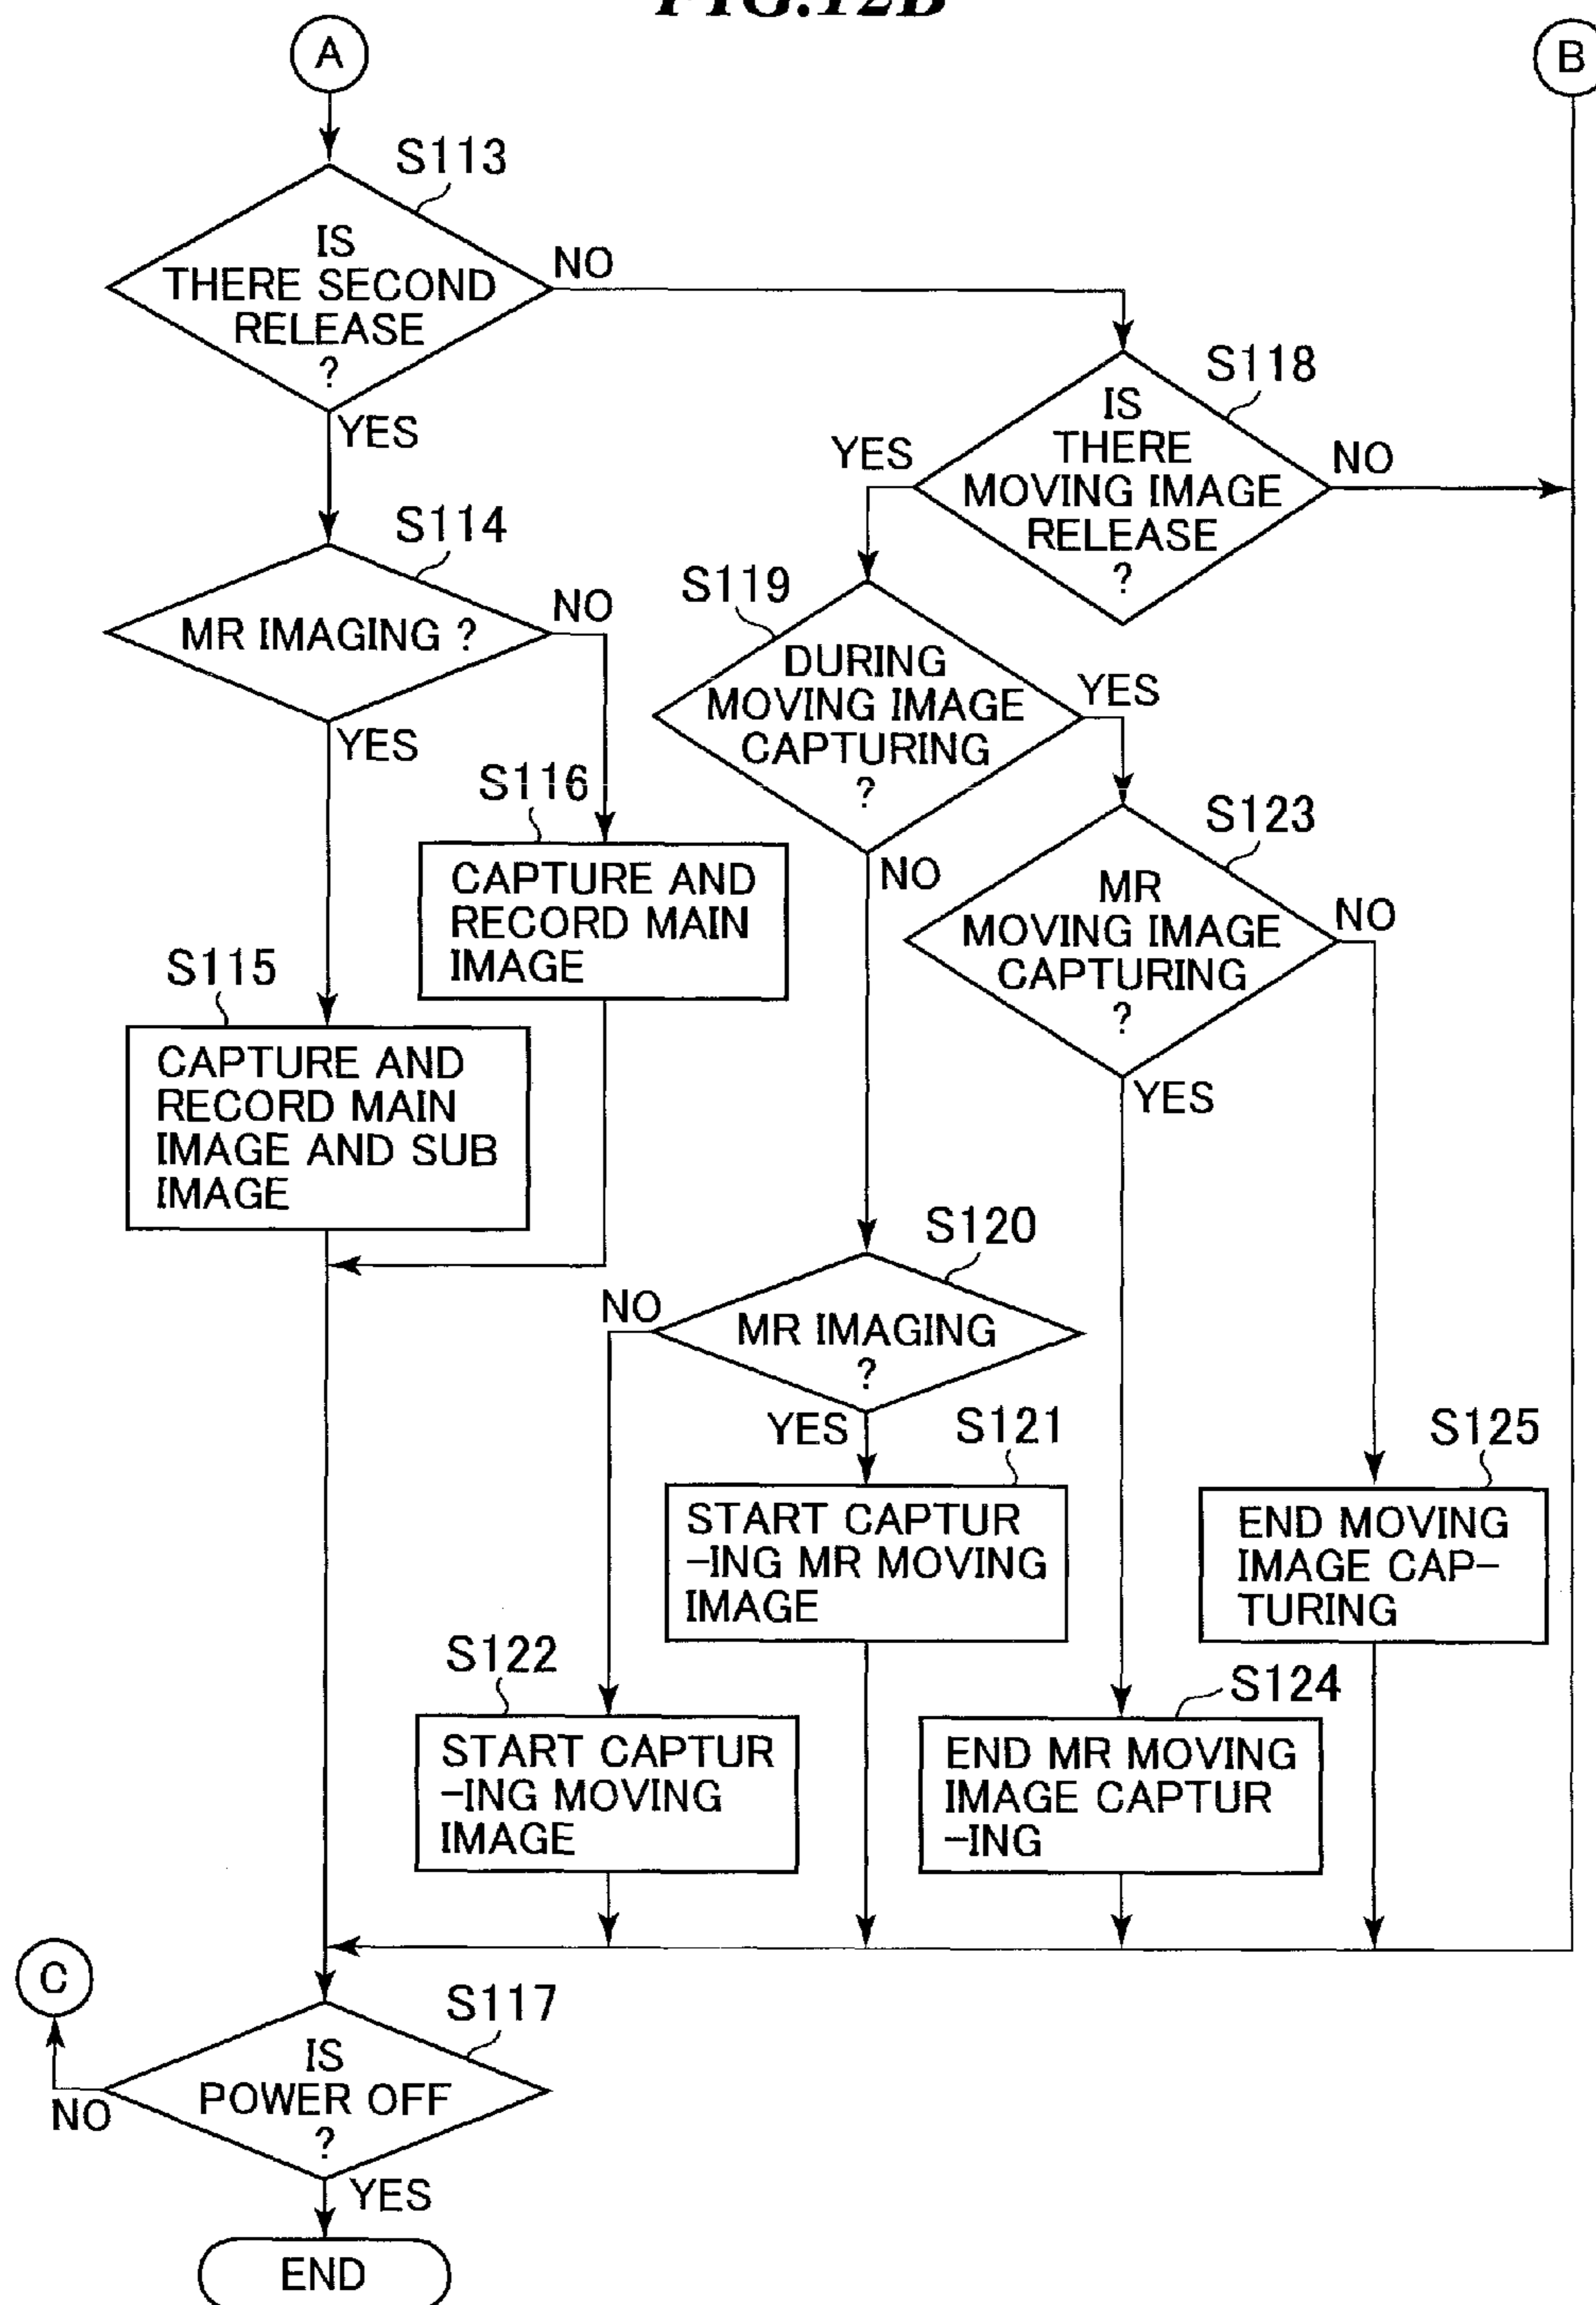 FIG.12B
A
B
S113
IS
THERE SECOND
RELEASE
?
NO
YES
S118
IS
THERE
MOVING IMAGE
RELEASE
?
YES
NO
S114
MR IMAGING ?
NO
YES
S119
DURING
MOVING IMAGE
CAPTURING
?
YES
NO
S116
CAPTURE AND
RECORD MAIN
IMAGE
S123
MR
MOVING IMAGE
CAPTURING
?
NO
YES
S115
CAPTURE AND
RECORD MAIN
IMAGE AND SUB
IMAGE
S120
MR IMAGING
?
NO
YES
S121
START CAPTUR
-ING MR MOVING
IMAGE
S125
END MOVING
IMAGE CAP-
TURING
S122
START CAPTUR
-ING MOVING
IMAGE
S124
END MR MOVING
IMAGE CAPTUR
-ING
C
S117
IS
POWER OFF
?
NO
YES
END